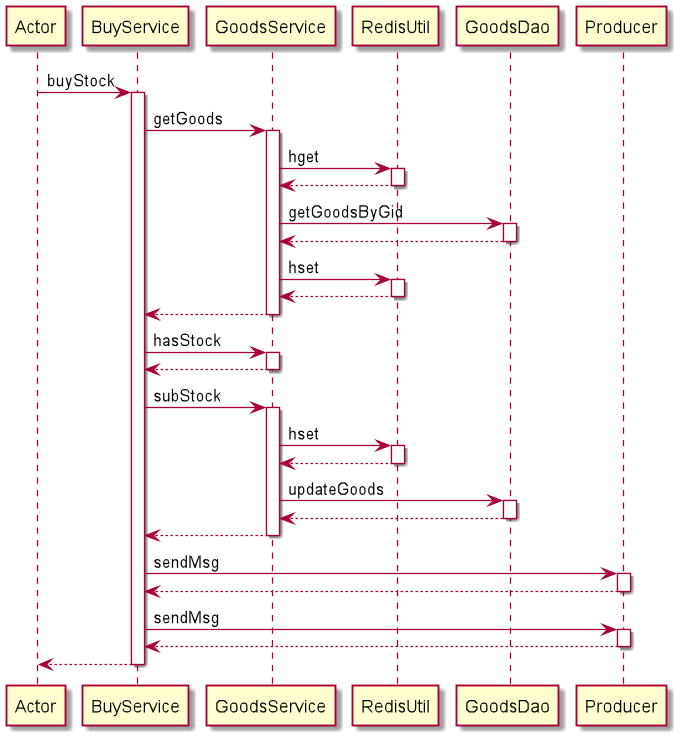 Actor BuyService GoodsService RedisUtil GoodsDao Producer
buyStock
getGoods
hget
getGoodsByGid
hset
hasStock
subStock
hset
updateGoods
sendMsg
sendMsg
Actor BuyService GoodsService RedisUtil GoodsDao Producer